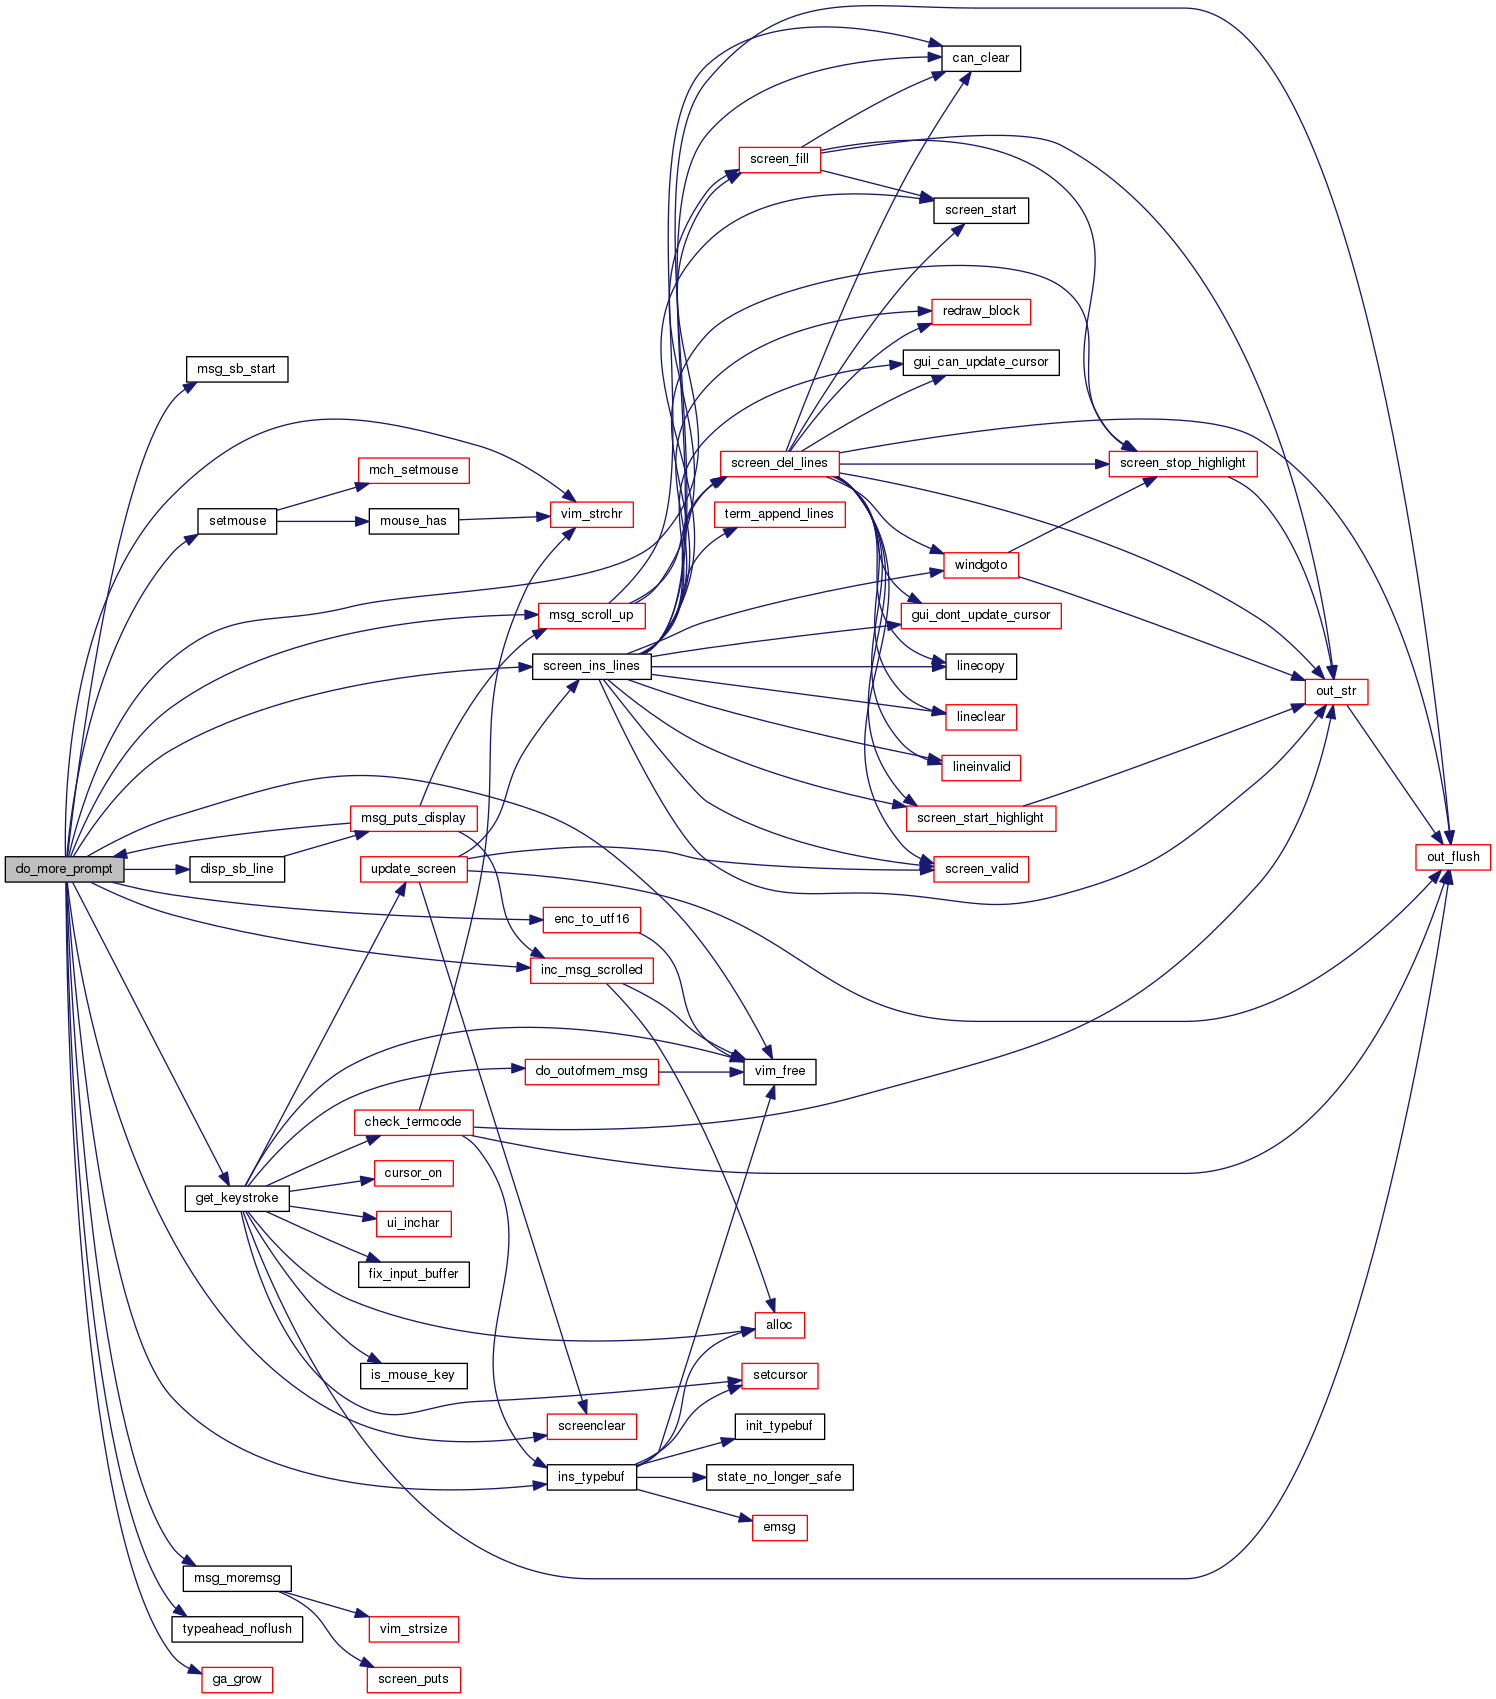 can_clear
screen_fill
screen_start
redraw_block
msg_sb_start
gui_can_update_cursor
mch_setmouse
screen_del_lines
screen_stop_highlight
setmouse
mouse_has
vim_strchr
term_append_lines
windgoto
msg_scroll_up
gui_dont_update_cursor
screen_ins_lines
linecopy
out_str
lineclear
lineinvalid
msg_puts_display
screen_start_highlight
do_more_prompt
disp_sb_line
update_screen
screen_valid
out_flush
enc_to_utf16
inc_msg_scrolled
do_outofmem_msg
vim_free
check_termcode
cursor_on
get_keystroke
ui_inchar
fix_input_buffer
alloc
is_mouse_key
setcursor
screenclear
init_typebuf
ins_typebuf
state_no_longer_safe
emsg
msg_moremsg
typeahead_noflush
vim_strsize
ga_grow
screen_puts